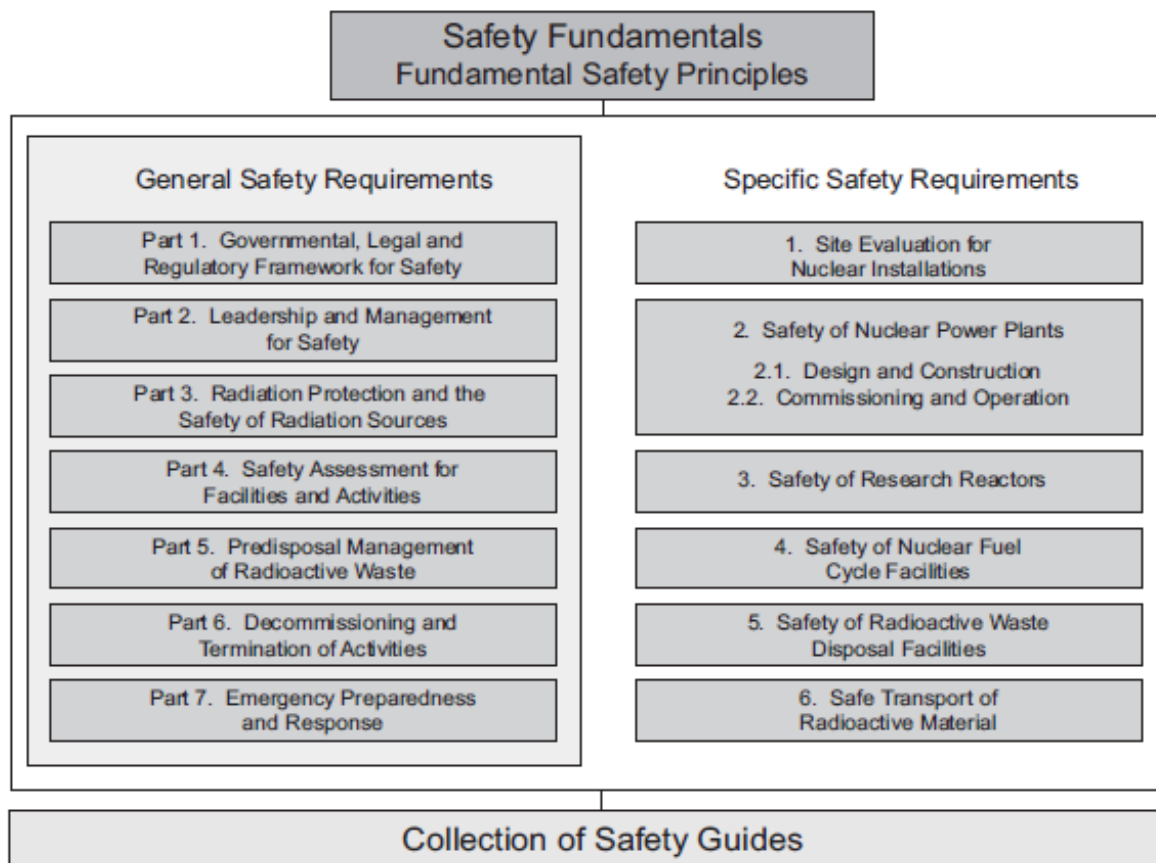 Safety Fundamentals
Fundamental Safety Principles
General Safety Requirements
Part 1. Governmental, Legal and
Regulatory Framework for Safety
Part 2. Leadership and Management
for Safety
Part 3. Radiation Protection and the
Safety of Radiation Sources
Part 4. Safety Assessment for
Facilities and Activities
Part 5. Predisposal Management
of Radioactive Waste
Part 6. Decommissioning and
Termination of Activities
Part 7. Emergency Preparedness
and Response
Specific Safety Requirements
1. Site Evaluation for
Nuclear Installations
2. Safety of Nuclear Power Plants
2.1. Design and Construction
2.2. Commissioning and Operation
3. Safety of Research Reactors
4. Safety of Nuclear Fuel
Cycle Facilities
5. Safety of Radioactive Waste
Disposal Facilities
6. Safe Transport of
Radioactive Material
Collection of Safety Guides